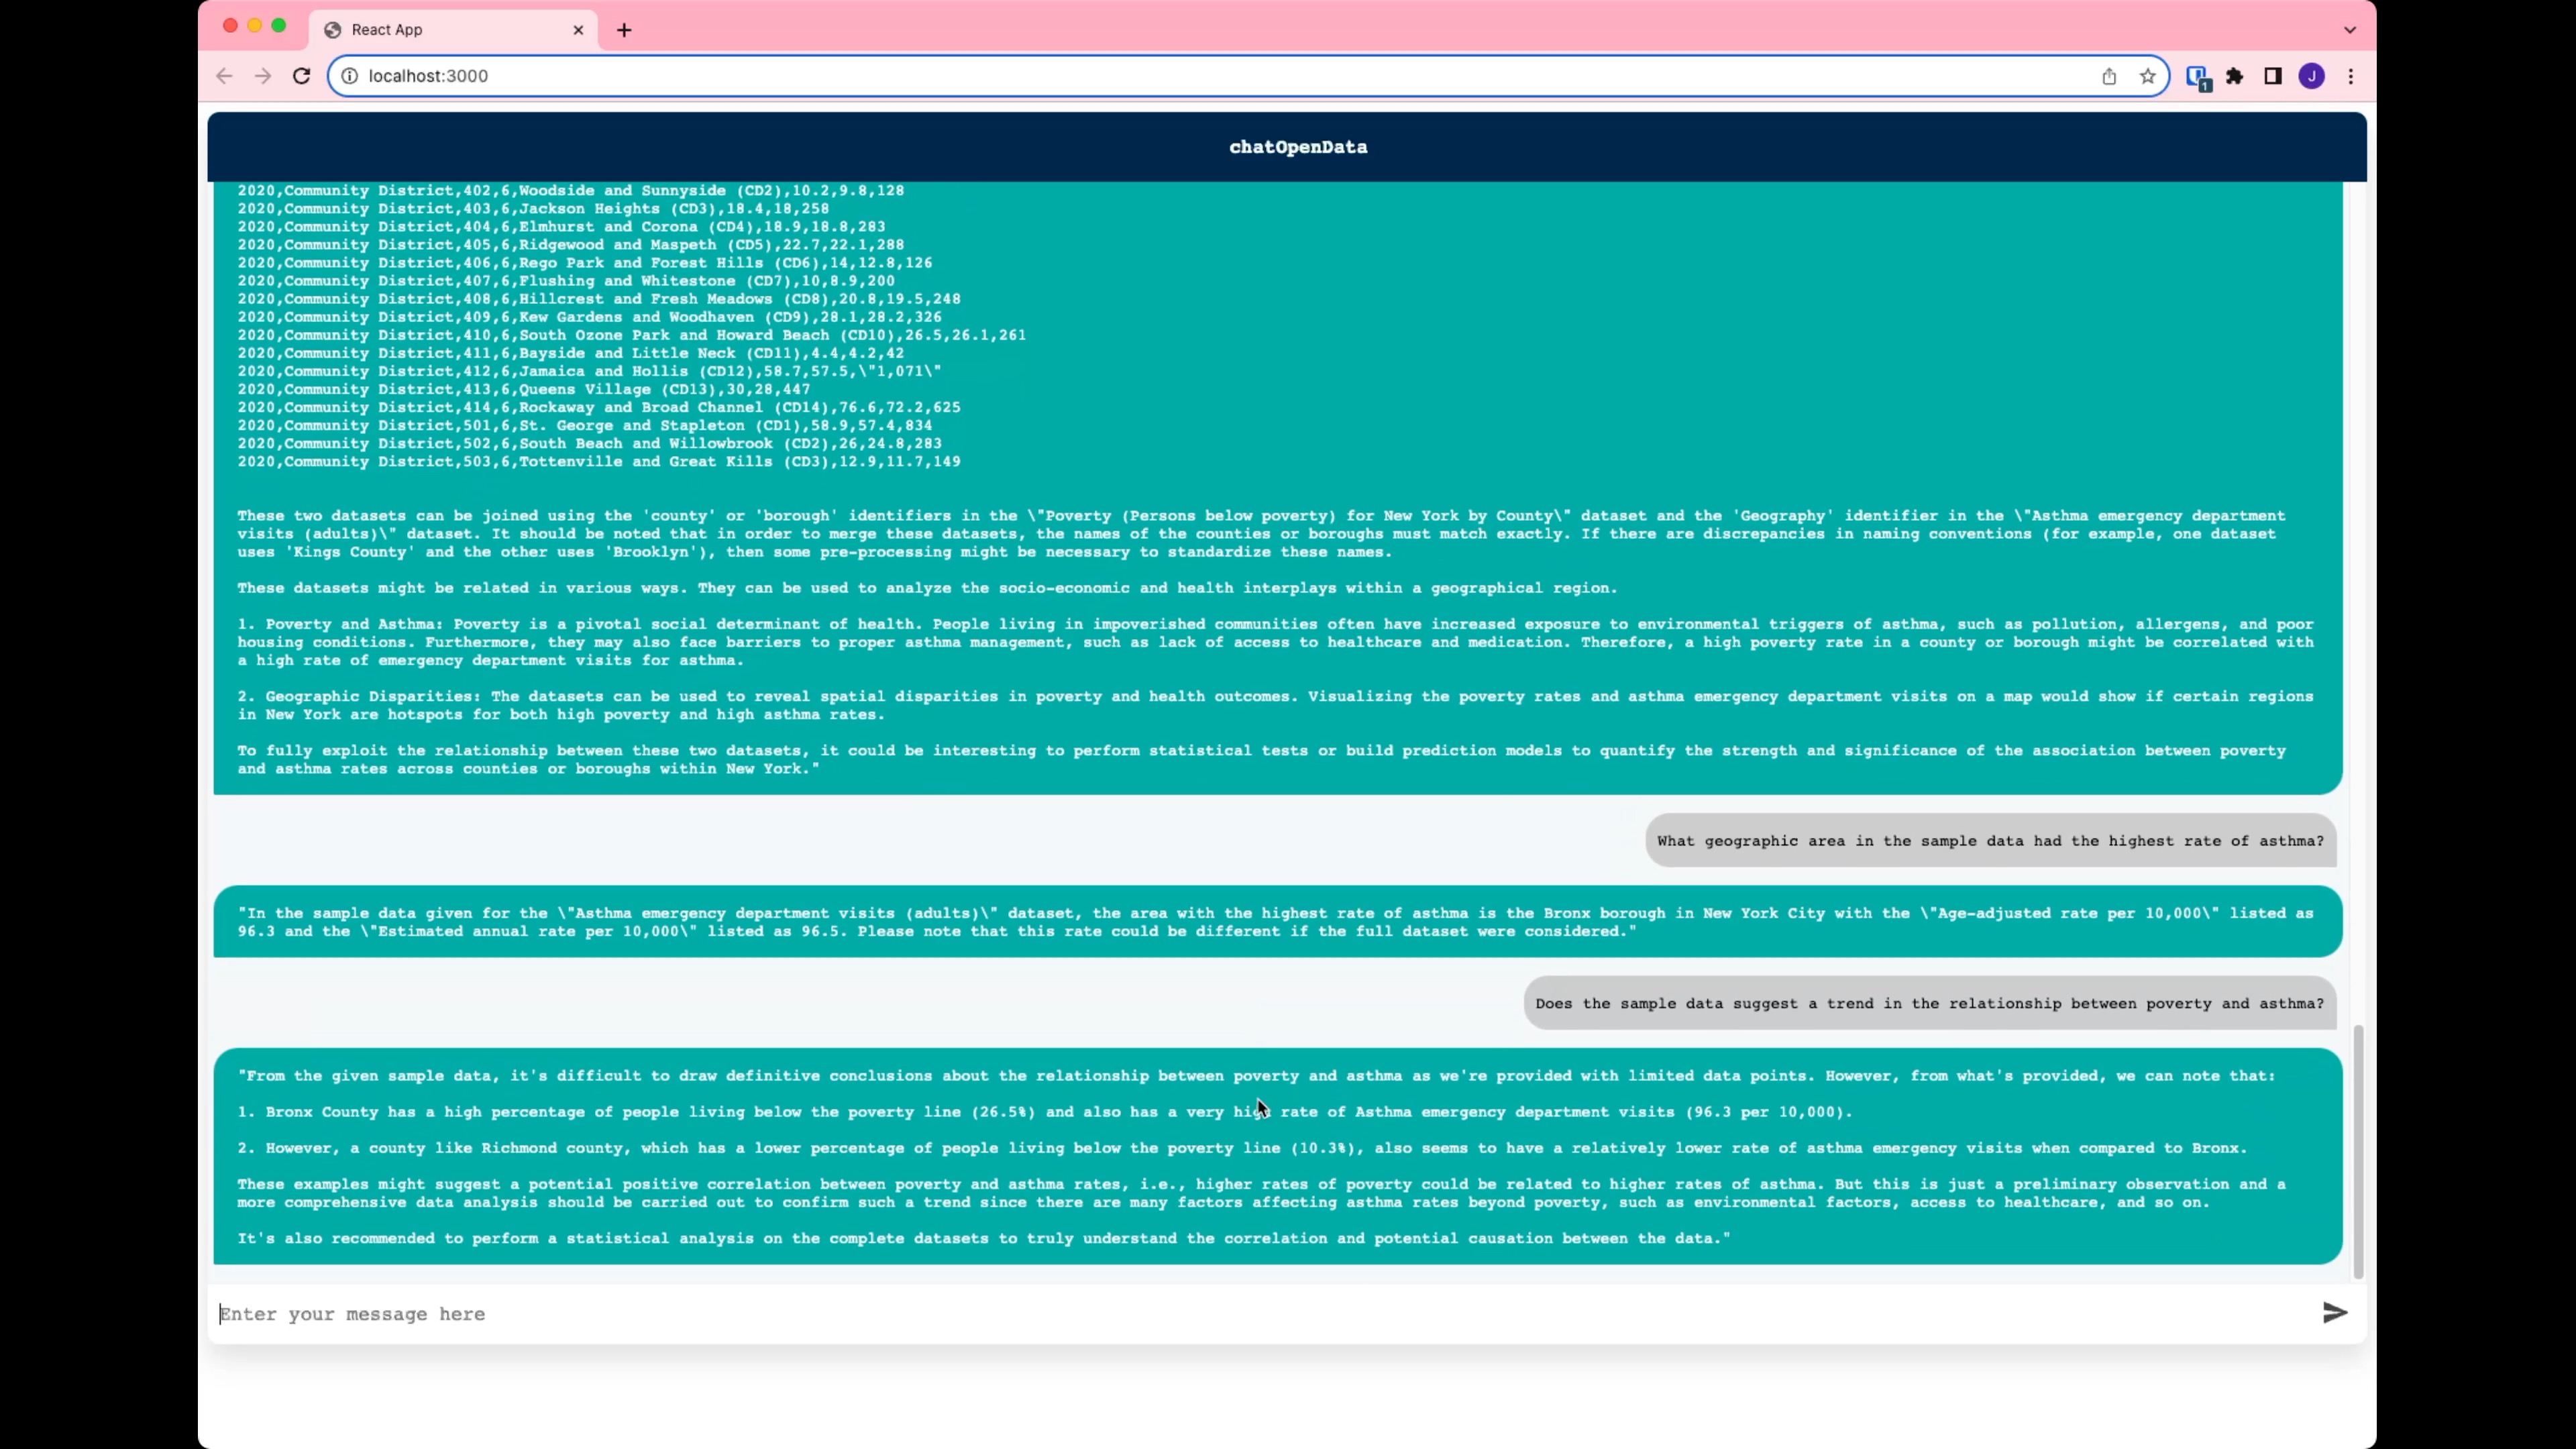 React App
localhost:3000
1
J
chatOpenData
2020,Community District,402,6,Woodside and Sunnyside (CD2),10.2,9.8,128
2020,Community District,403,6,Jackson Heights (CD3),18.4,18,258
2020,Community District,404,6,Elmhurst and Corona (CD4),18.9,18.8,283
2020,Community District,405,6,Ridgewood and Maspeth (CD5),22.7,22.1,288
2020,Community District,406,6,Rego Park and Forest Hills (CD6),14,12.8,126
2020,Community District,407,6,Flushing and Whitestone (CD7),10,8.9,200
2020,Community District,408,6,Hillcrest and Fresh Meadows (CD8),20.8,19.5,248
2020,Community District,409,6,Kew Gardens and Woodhaven (CD9),28.1,28.2,326
2020,Community District,410,6,South Ozone Park and Howard Beach (CD10),26.5,26.1,261
2020,Community District,411,6,Bayside and Little Neck (CD11),4.4,4.2,42
2020,Community District,412,6,Jamaica and Hollis (CD12),58.7,57.5,\"1,071\"
2020,Community District,413,6,Queens Village (CD13),30,28,447
2020,Community District,414,6,Rockaway and Broad Channel (CD14),76.6,72.2,625
2020,Community District,501,6,St. George and Stapleton (CD1),58.9,57.4,834
2020,Community District,502,6,South Beach and Willowbrook (CD2),26,24.8,283
2020,Community District,503,6,Tottenville and Great Kills (CD3),12.9,11.7,149
These two datasets can be joined using the 'county' or 'borough' identifiers in the \"Poverty (Persons below poverty) for New York by County\" dataset and the 'Geography' identifier in the \"Asthma emergency department
visits (adults)\" dataset. It should be noted that in order to merge these datasets, the names of the counties or boroughs must match exactly. If there are discrepancies in naming conventions (for example, one dataset
uses 'Kings County' and the other uses 'Brooklyn'), then some pre-processing might be necessary to standardize these names.
These datasets might be related in various ways. They can be used to analyze the socio-economic and health interplays within a geographical region.
1. Poverty and Asthma: Poverty is a pivotal social determinant of health. People living in impoverished communities often have increased exposure to environmental triggers of asthma, such as pollution, allergens, and poor
housing conditions. Furthermore, they may also face barriers to proper asthma management, such as lack of access to healthcare and medication. Therefore, a high poverty rate in a county or borough might be correlated with
a high rate of emergency department visits for asthma.
2. Geographic Disparities: The datasets can be used to reveal spatial disparities in poverty and health outcomes. Visualizing the poverty rates and asthma emergency department visits on a map would show if certain regions
in New York are hotspots for both high poverty and high asthma rates.
To fully exploit the relationship between these two datasets, it could be interesting to perform statistical tests or build prediction models to quantify the strength and significance of the association between poverty
and asthma rates across counties or boroughs within New York."
What geographic area in the sample data had the highest rate of asthma?
"In the sample data given for the \"Asthma emergency department visits (adults)\" dataset, the area with the highest rate of asthma is the Bronx borough in New York City with the \"Age-adjusted rate per 10,000\" listed as
96.3 and the \"Estimated annual rate per 10,000\" listed as 96.5. Please note that this rate could be different if the full dataset were considered."
Does the sample data suggest a trend in the relationship between poverty and asthma?
"From the given sample data, it's difficult to draw definitive conclusions about the relationship between poverty and asthma as we're provided with limited data points. However, from what's provided, we can note that:
1. Bronx County has a high percentage of people living below the poverty line (26.5%) and also has a very high rate of Asthma emergency department visits (96.3 per 10,000).
2. However, a county like Richmond county, which has a lower percentage of people living below the poverty line (10.3%), also seems to have a relatively lower rate of asthma emergency visits when compared to Bronx.
These examples might suggest a potential positive correlation between poverty and asthma rates, i.e., higher rates of poverty could be related to higher rates of asthma. But this is just a preliminary observation and a
more comprehensive data analysis should be carried out to confirm such a trend since there are many factors affecting asthma rates beyond poverty, such as environmental factors, access to healthcare, and so on.
It's also recommended to perform a statistical analysis on the complete datasets to truly understand the correlation and potential causation between the data."
Enter your message here